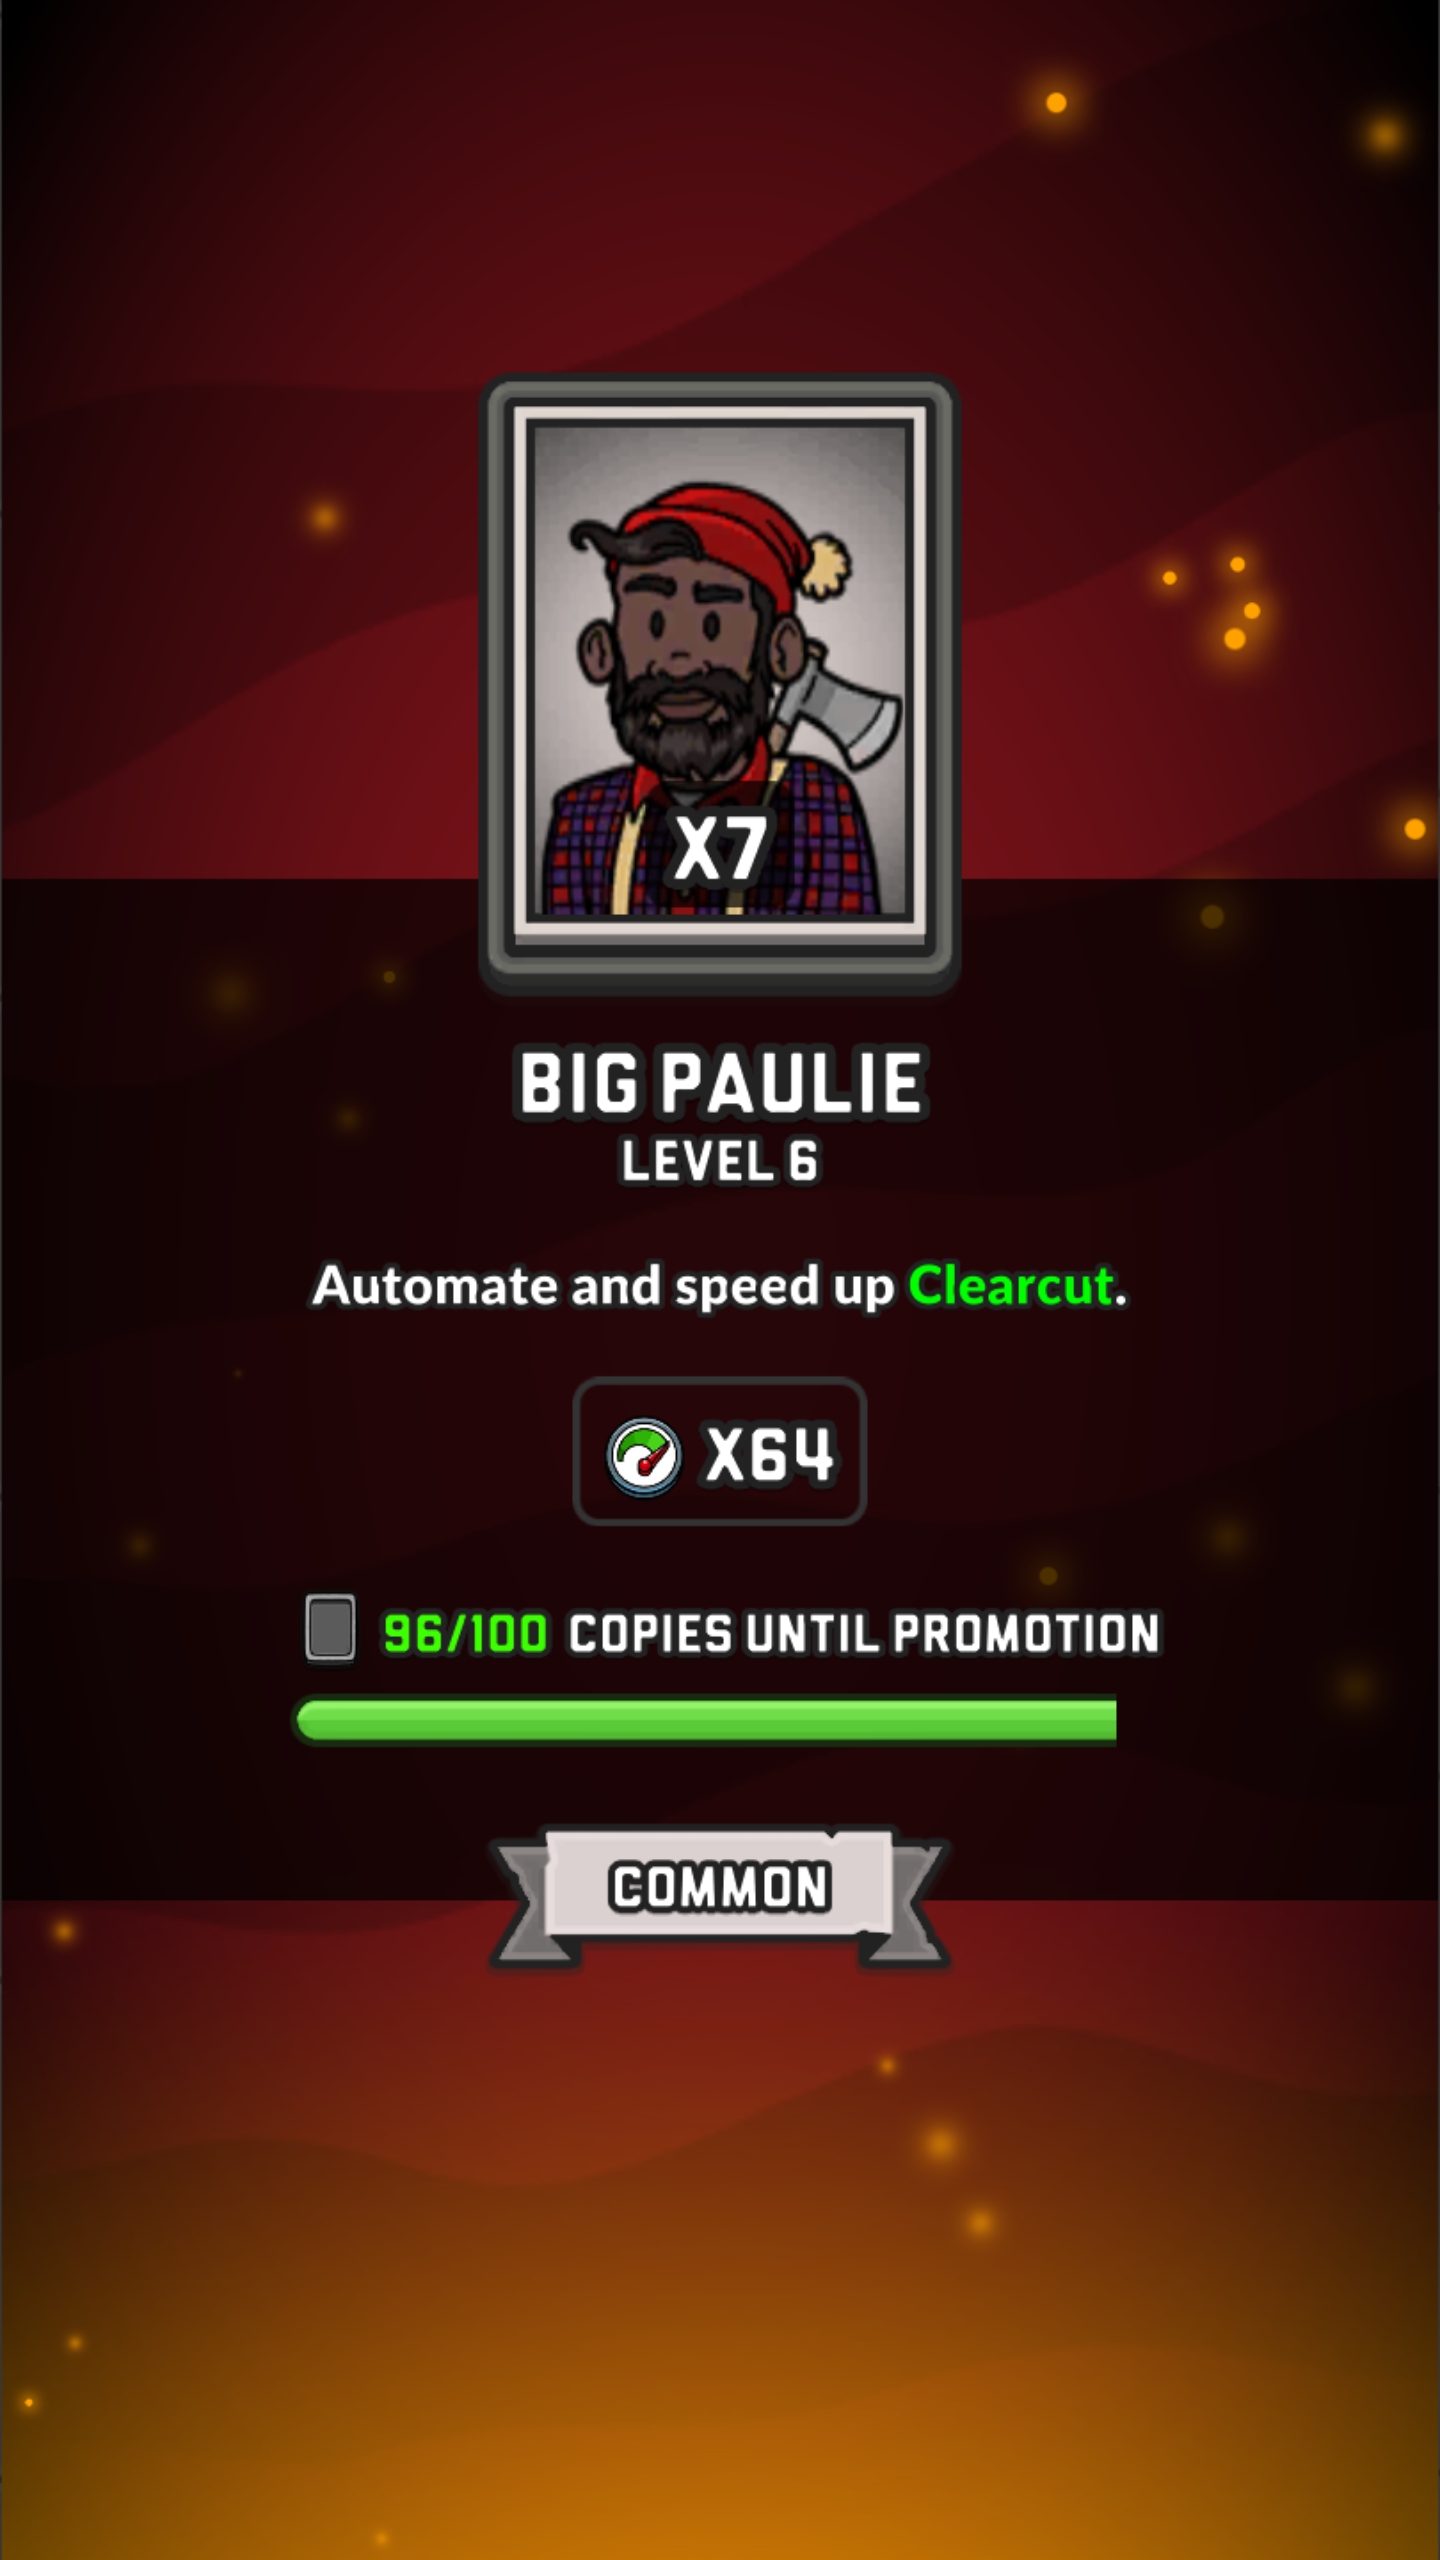 X7
BIG PAULIE
LEVEL 6
Automate and speed up Clearcut.
X64
96/100 COPIES UNTIL PROMOTION
COMMON